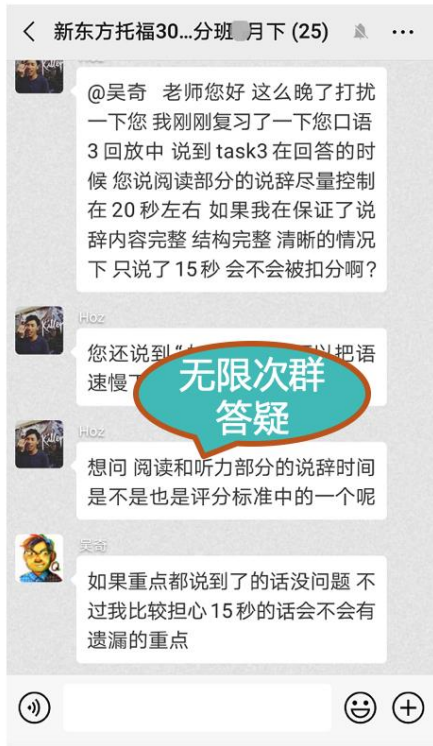 新东方托福30...分班 月下 (25)
@吴奇 老师您好 这么晚了打扰
一下您 我刚刚复习了一下您口语
3回放中 说到 task3 在回答的时
候 您说阅读部分的说辞尽量控制
在20秒左右 如果我在保证了说
辞内容完整 结构完整 清晰的情况
下 只说了15秒 会不会被扣分啊?
Hoz
您还说到“
以把语
速慢
无限次群
答疑
Hoz
想问 阅读和听力部分的说辞时间
是不是也是评分标准中的一个呢
吴奇
如果重点都说到了的话没问题 不
过我比较担心15秒的话会不会有
遗漏的重点